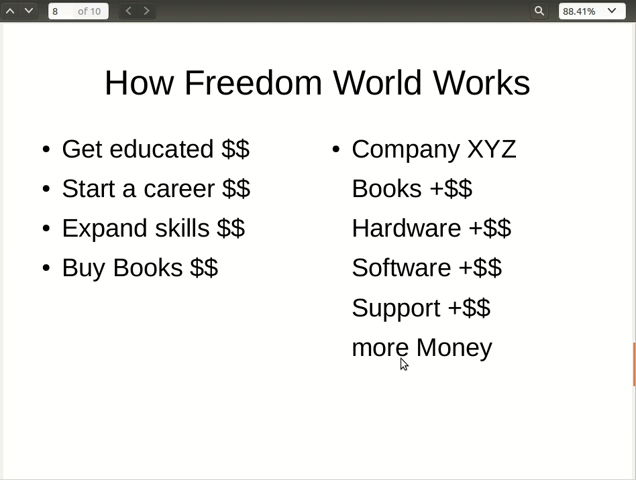 8 of 10
88.41%
How Freedom World Works
• Get educated $$
• Start a career $$
• Expand skills $$
• Buy Books $$
• Company XYZ
Books +$$
Hardware +$$
Software +$$
Support +$$
more Money